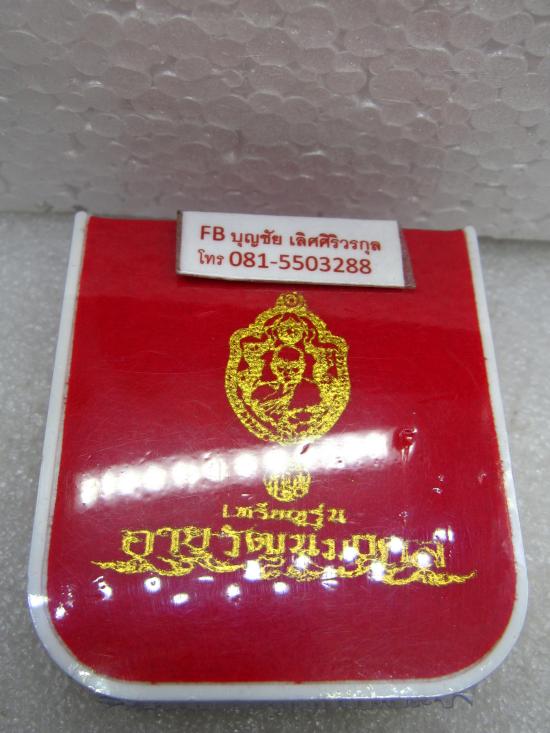 FB บุญชัย เลิศศิริวรกุล
โทร 081-5503288
เหรียญรุ่น
อายุวัฒนมงคล